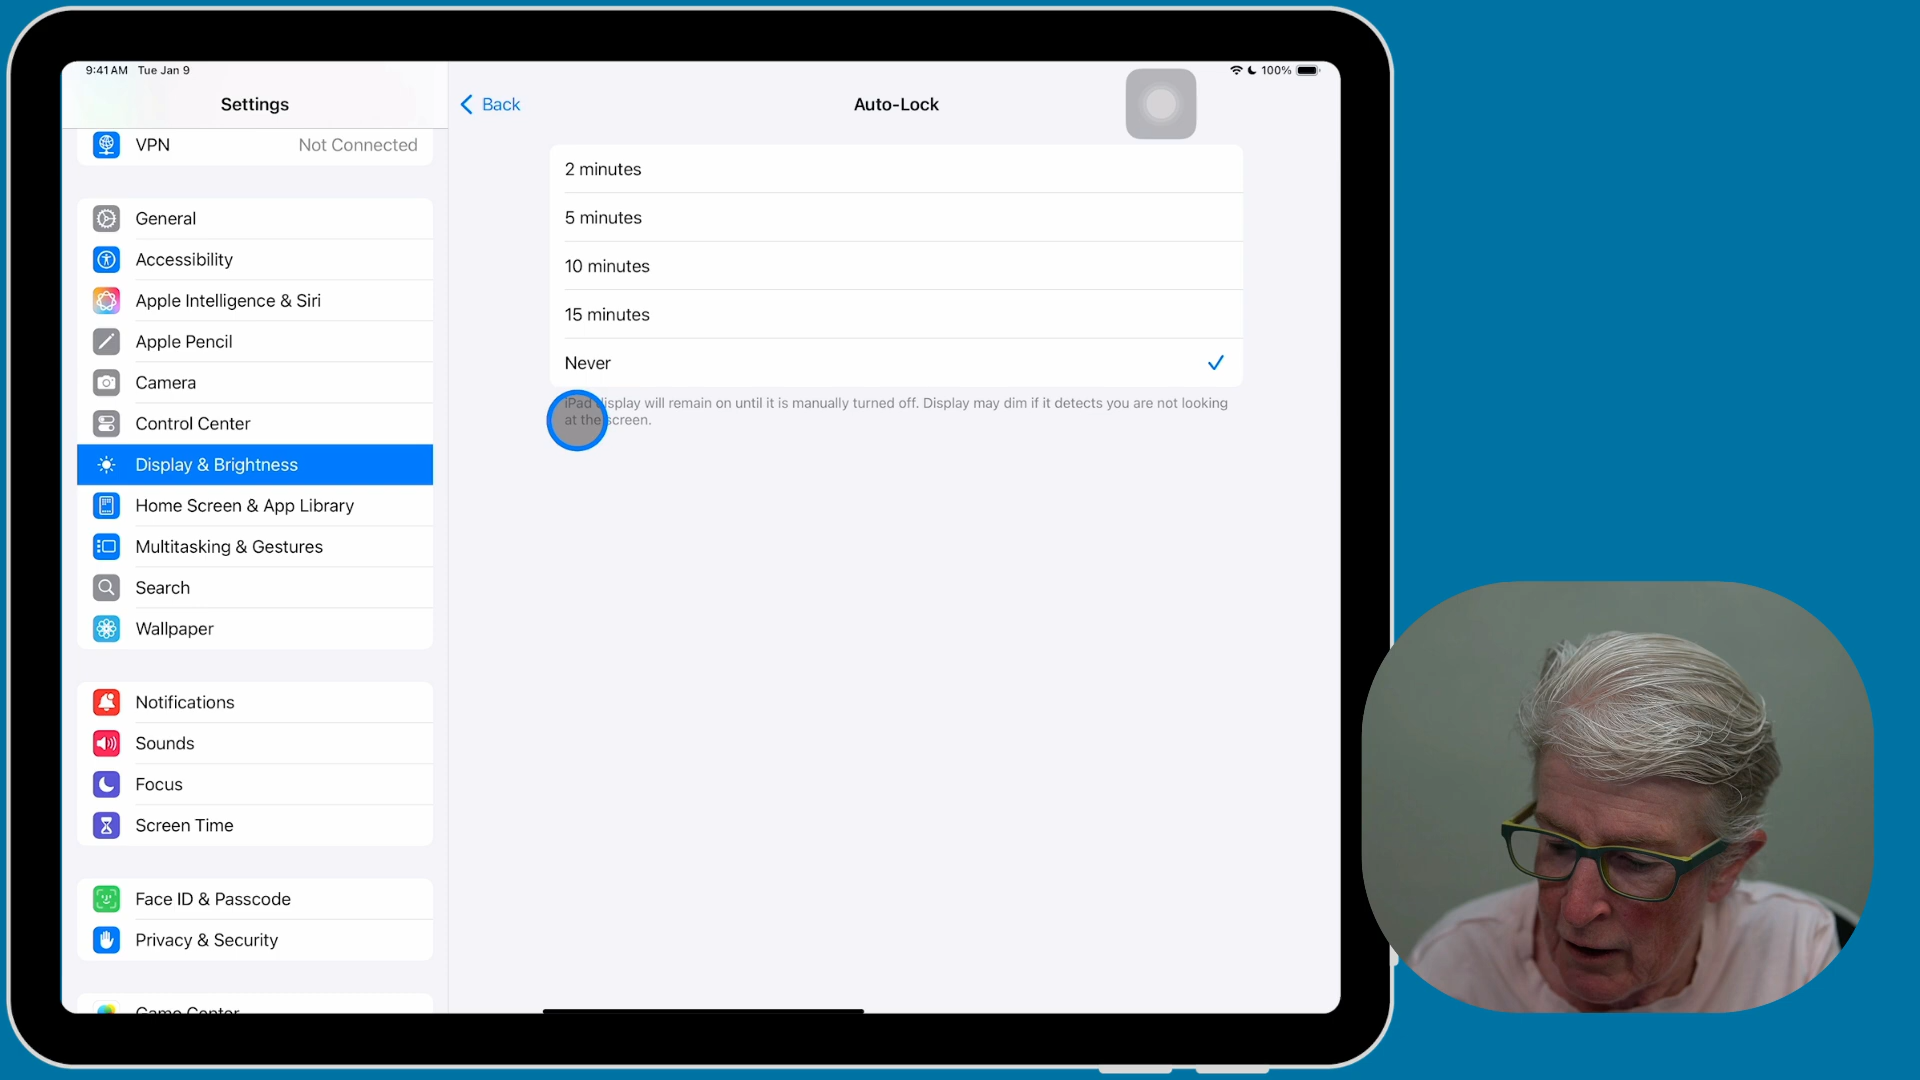 9:41 AM Tue Jan 9
100%
Settings
VPN
Not Connected
General
Accessibility
Apple Intelligence & Siri
Apple Pencil
Camera
Control Center
Display & Brightness
Home Screen & App Library
Multitasking & Gestures
Search
Wallpaper
Notifications
Sounds
Focus
Screen Time
Face ID & Passcode
Privacy & Security
Game Center
Back
Auto-Lock
2 minutes
5 minutes
10 minutes
15 minutes
Never
iPad display will remain on until it is manually turned off. Display may dim if it detects you are not looking
at the screen.